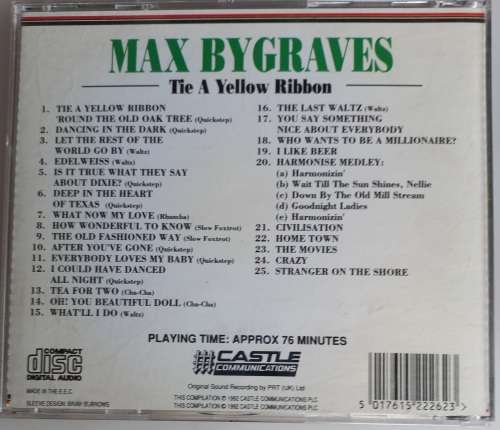 MAX BYGRAVES
Tie A Yellow Ribbon
1. TIE A YELLOW RIBBON
'ROUND THE OLD OAK TREE (Quickstep)
2. DANCING IN THE DARK (Quickstep)
3. LET THE REST OF THE
WORLD GO BY (Waltz)
4. EDELWEISS (Waltz)
5. IS IT TRUE WHAT THEY SAY
ABOUT DIXIE? (Quickstep)
6. DEEP IN THE HEART
OF TEXAS (Quickstep)
7. WHAT NOW MY LOVE (Rhumba)
8. HOW WONDERFUL TO KNOW (Slow Foxtrot)
9. THE OLD FASHIONED WAY (Slow Foxtrot)
10. AFTER YOU'VE GONE (Quickstep)
11. EVERYBODY LOVES MY BABY (Quickstep)
12. I COULD HAVE DANCED
ALL NIGHT (Quickstep)
13. TEA FOR TWO (Cha-Cha)
14. OH! YOU BEAUTIFUL DOLL (Cha-Cha)
15. WHAT'LL I DO (Waltz)
16. THE LAST WALTZ (Waltz)
17. YOU SAY SOMETHING
NICE ABOUT EVERYBODY
18. WHO WANTS TO BE A MILLIONAIRE?
19. I LIKE BEER
20. HARMONISE MEDLEY:
(a) Harmonizin'
(b) Wait Till The Sun Shines, Nellie
(c) Down By The Old Mill Stream
(d) Goodnight Ladies
(e) Harmonizin'
21. CIVILISATION
22. HOME TOWN
23. THE MOVIES
24. CRAZY
25. STRANGER ON THE SHORE
PLAYING TIME: APPROX 76 MINUTES
COMPACT
disc
DIGITAL AUDIO
CASTLE
COMMUNICATIONS
MADE IN THE E.E.C.
SLEEVE DESIGN: BRIAN BURROWS
Original Sound Recording by PRT (UK) Ltd
THIS COMPILATION ℗ 1992 CASTLE COMMUNICATIONS PLC
THIS COMPILATION © 1992 CASTLE COMMUNICATIONS PLC
5 017615 222623 >